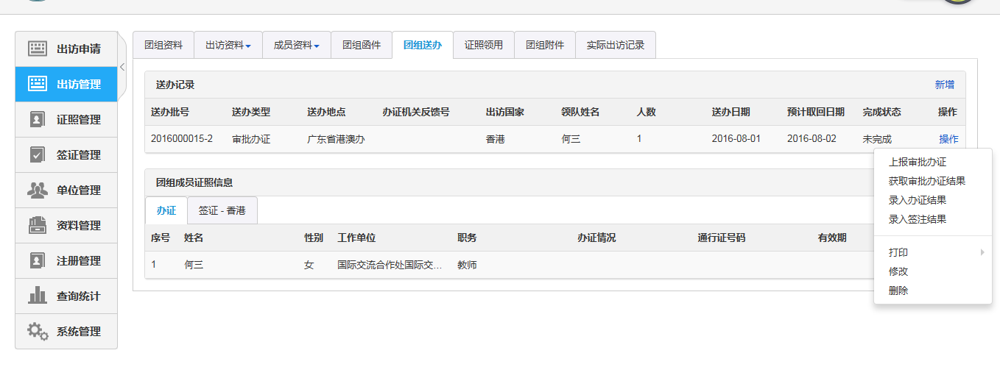 出访申请
出访管理
证照管理
签证管理
单位管理
资料管理
注册管理
查询统计
系统管理
团组资料 出访资料 成员资料 团组函件 团组送办 证照领用 团组附件 实际出访记录
送办记录 新增
送办批号 送办类型 送办地点 办证机关反馈号 出访国家 领队姓名 人数 送办日期 预计取回日期 完成状态 操作
2016000015-2 审批办证 广东省港澳办 香港 何三 1 2016-08-01 2016-08-02 未完成 操作
上报审批办证
获取审批办证结果
录入办证结果
录入签注结果
打印
修改
删除
团组成员证照信息
办证 签证 - 香港
序号 姓名 性别 工作单位 职务 办证情况 通行证号码 有效期
1 何三 女 国际交流合作处国际交... 教师